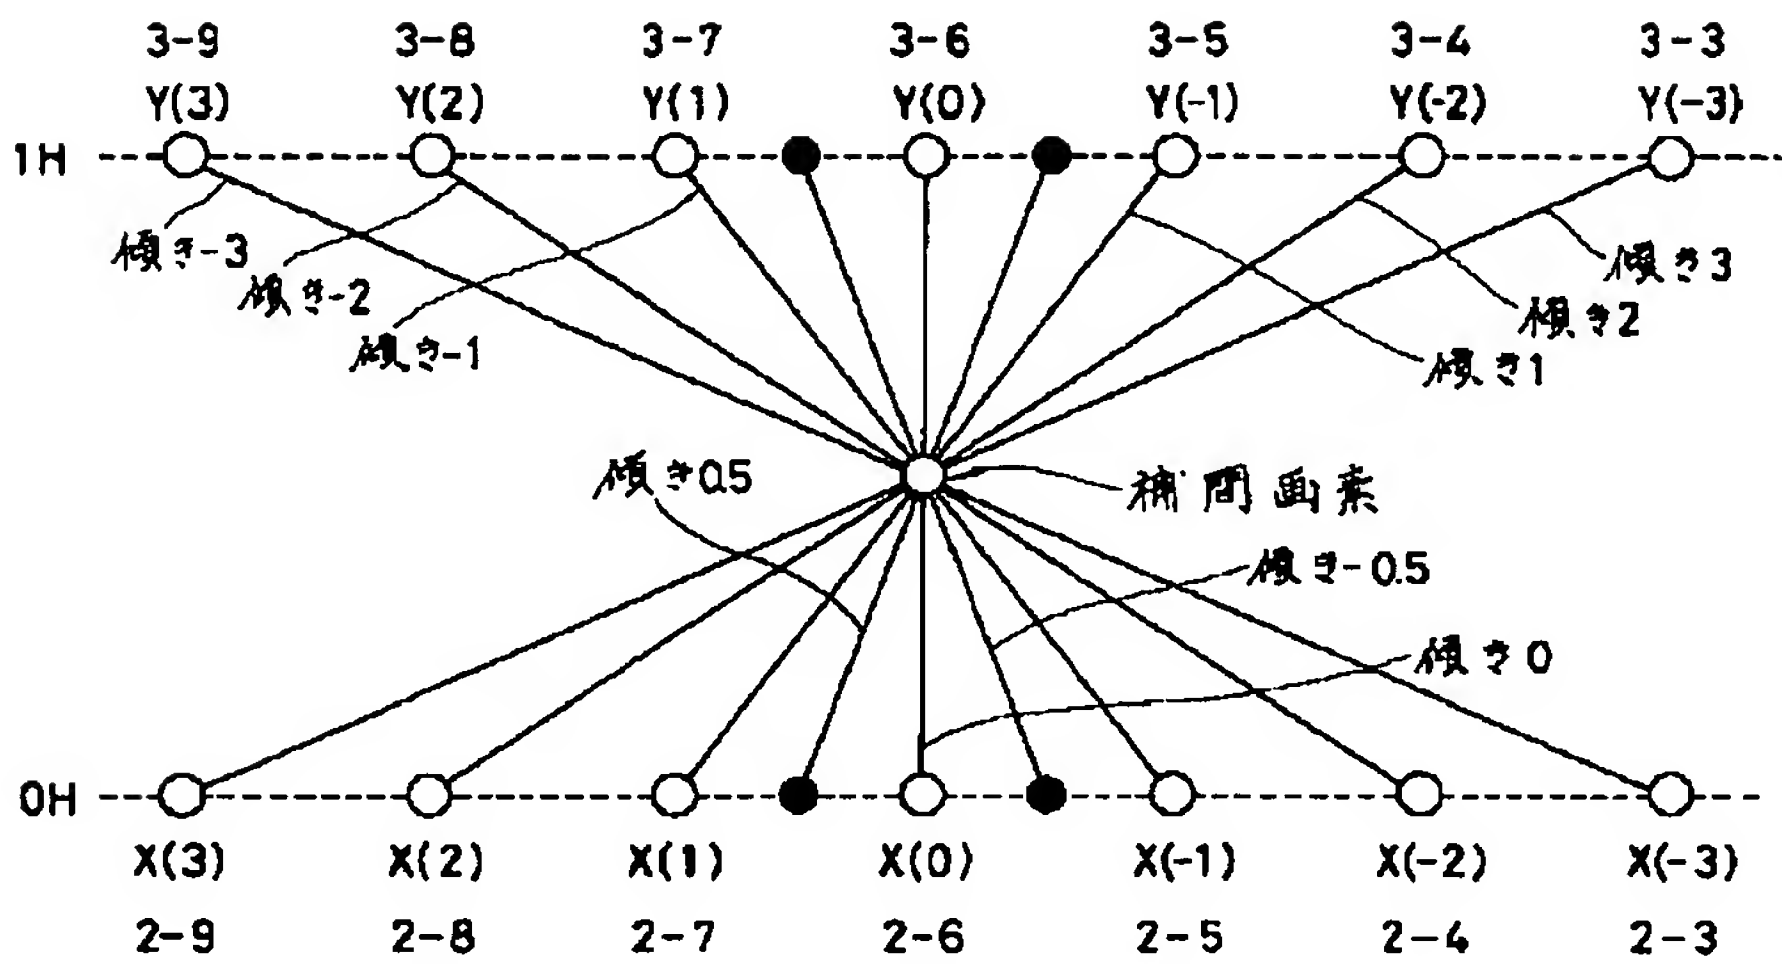 3-9 3-8 3-7 3-6 3-5 3-4 3-3
Y(3) Y(2) Y(1) Y(0) Y(-1) Y(-2) Y(-3)
1H
傾き-3
傾き3
傾き-2
傾き2
傾き-1
傾き1
傾き0.5
補間画素
傾き-0.5
傾き0
0H
X(3) X(2) X(1) X(0) X(-1) X(-2) X(-3)
2-9 2-8 2-7 2-6 2-5 2-4 2-3